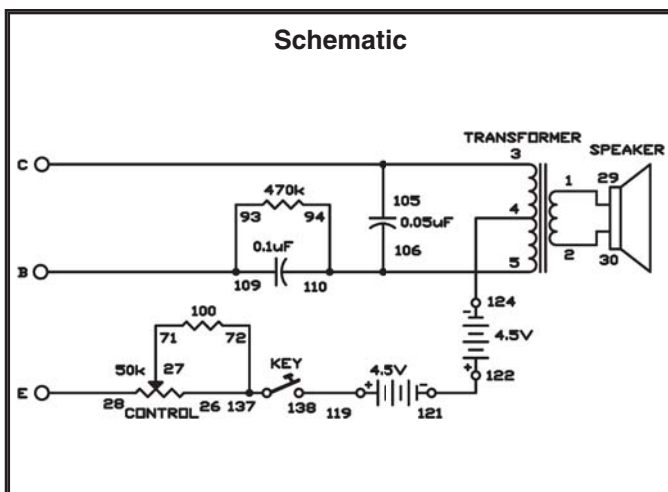 Schematic
TRANSFORMER
SPEAKER
C
3
470k
93
94
105
0.05uF
106
4
1
29
0.1uF
B
109
110
5
2
30
124
-
4.5V
+
122
100
71
72
50k
27
KEY
4.5V
+
-
E
28
CONTROL
26
137
138
119
121